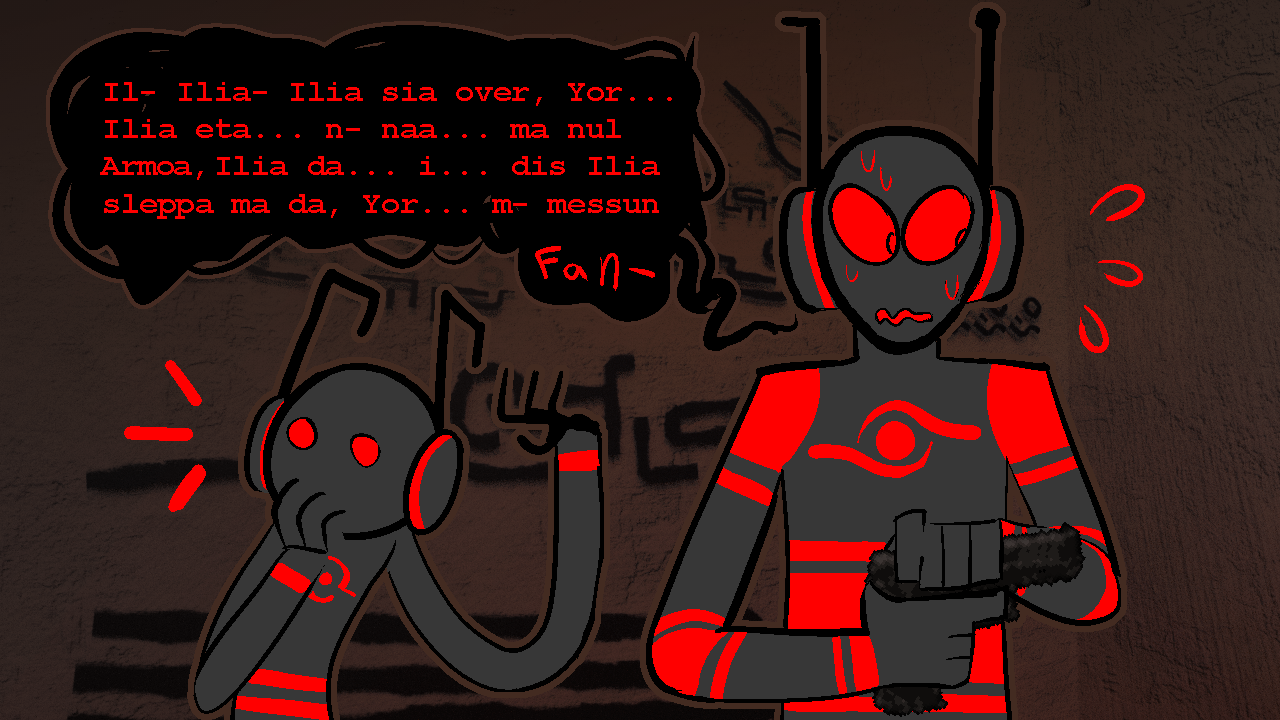 Il- Ilia- Ilia sia over, Yor...
Ilia eta... n- naa... ma nul
Armoa, Ilia da... i... dis Ilia
sleppa ma da, Yor... m- messun
Fan-